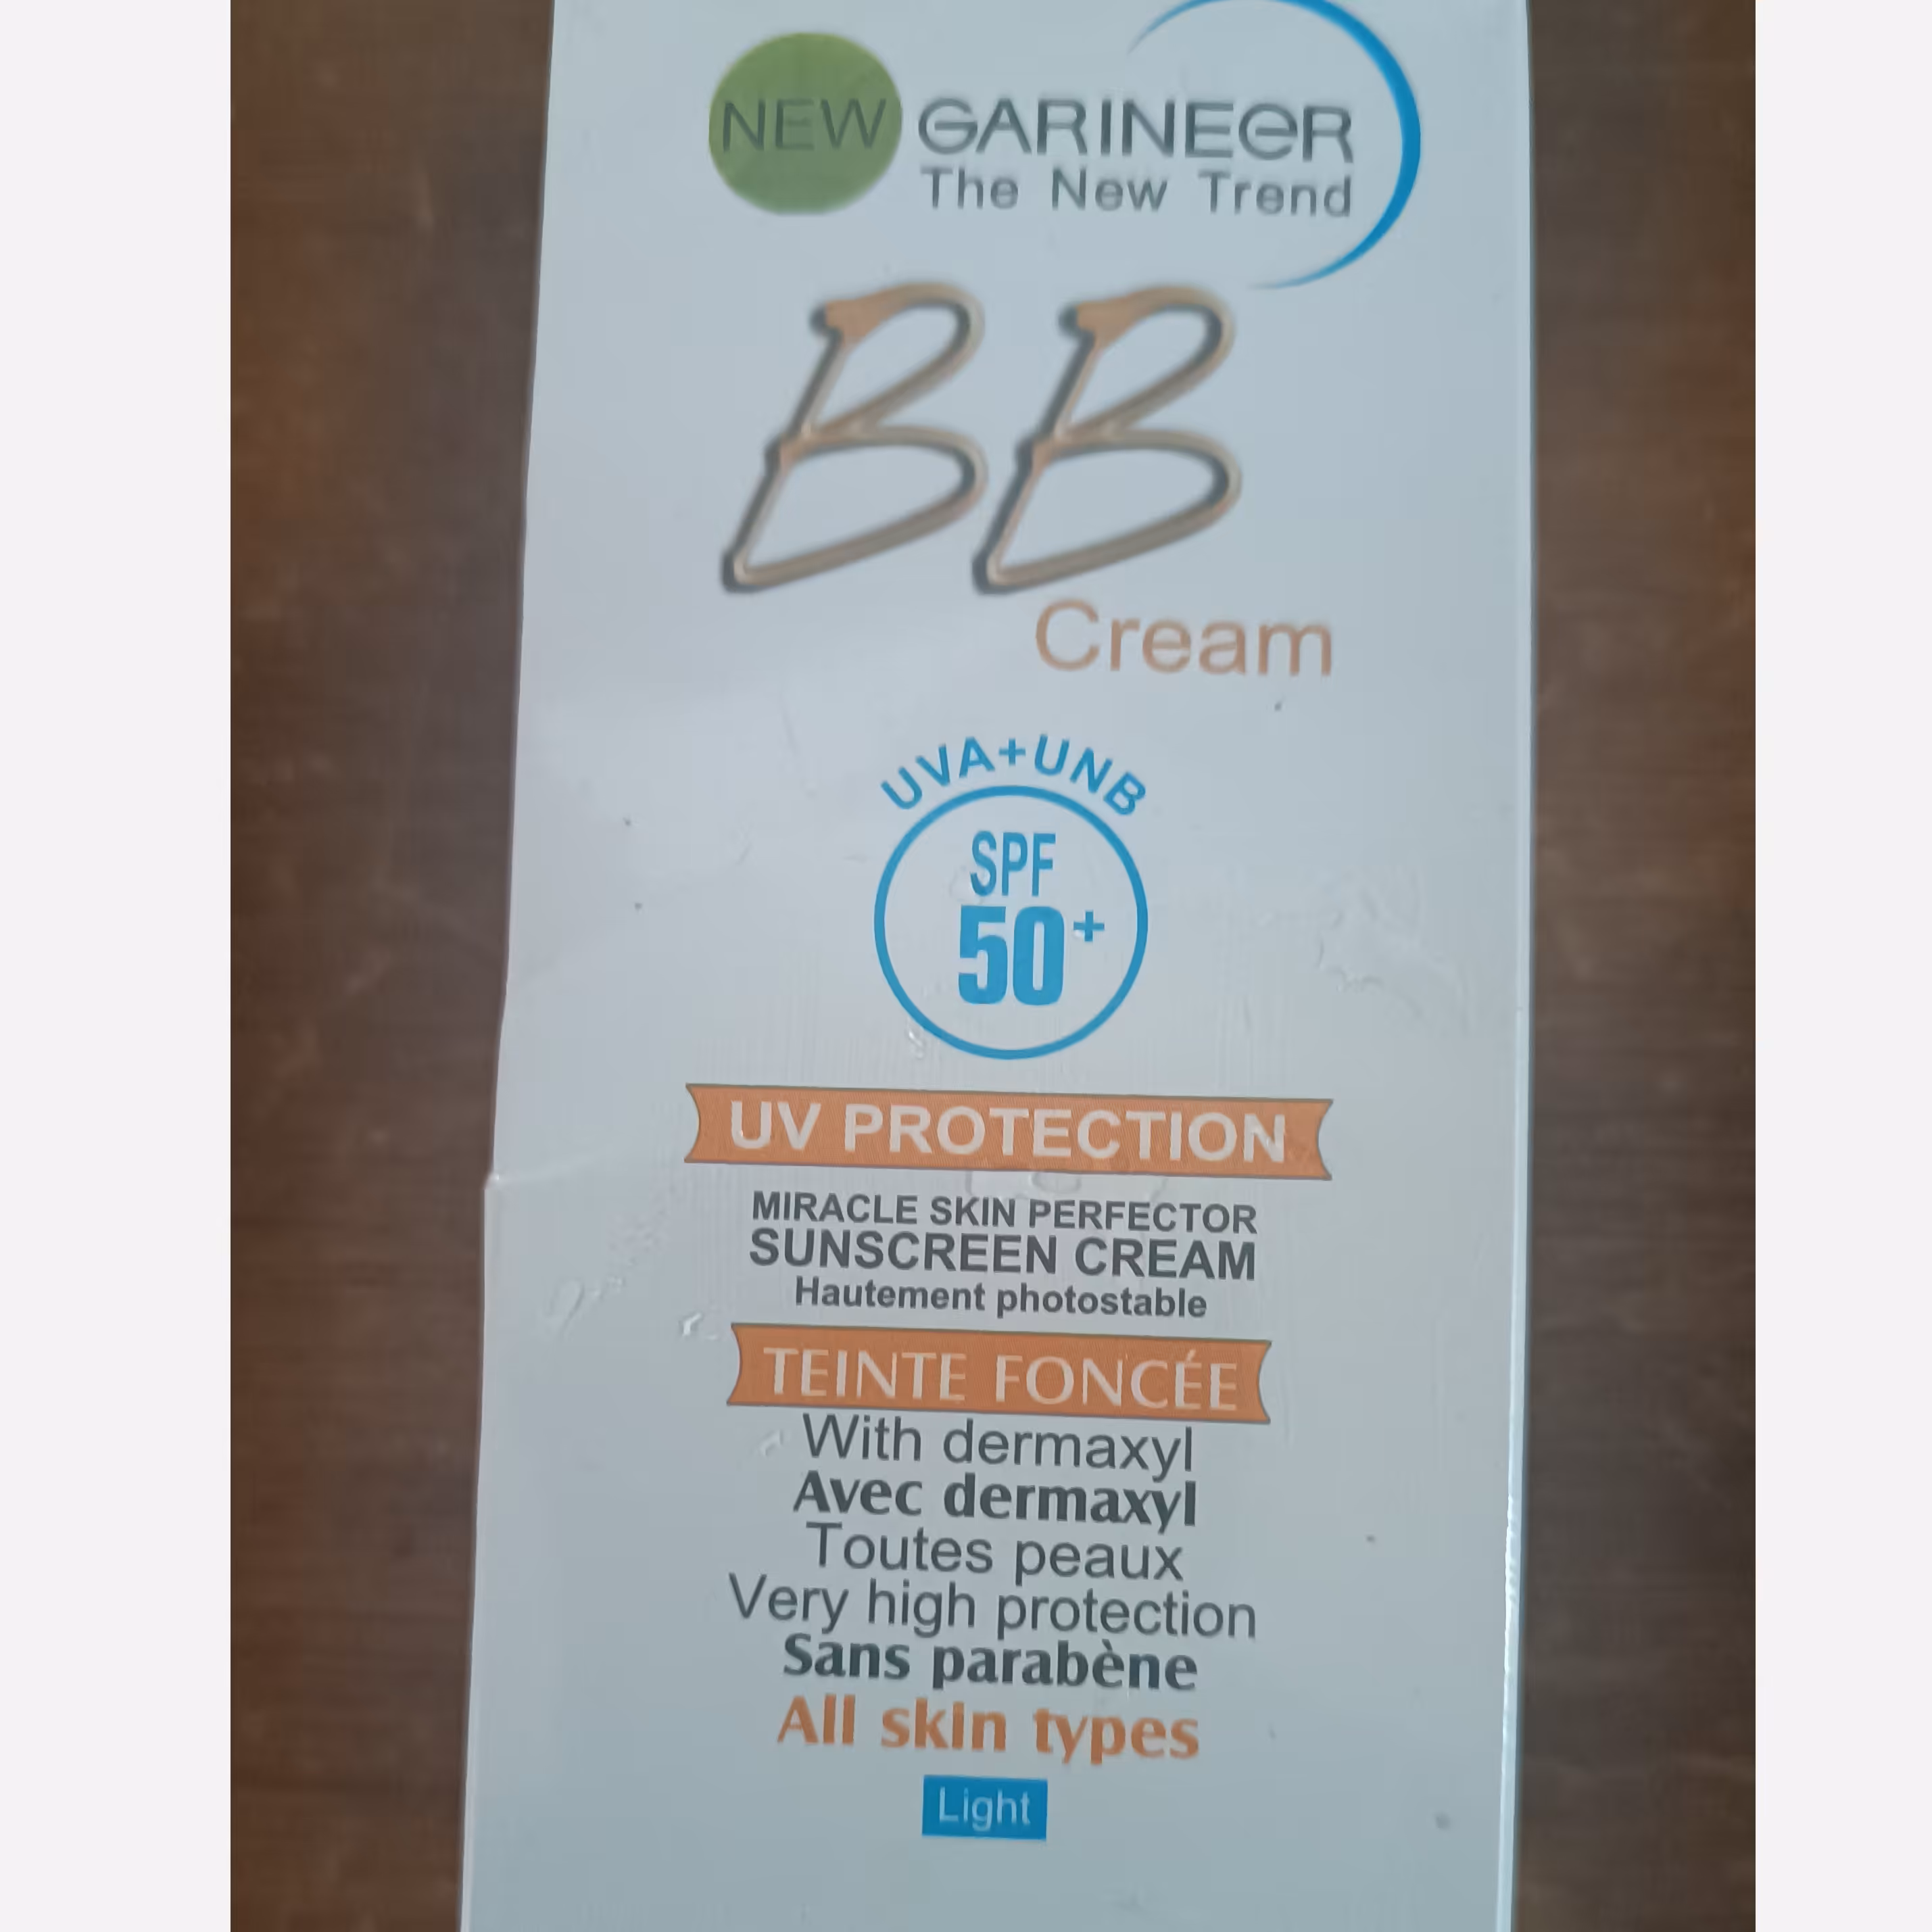 NEW GARINEER
The New Trend
BB
Cream
UVA+UNB
SPF
50+
UV PROTECTION
MIRACLE SKIN PERFECTOR
SUNSCREEN CREAM
Hautement photostable
TEINTE FONCÉE
With dermaxyl
Avec dermaxyl
Toutes peaux
Very high protection
Sans parabène
All skin types
Light